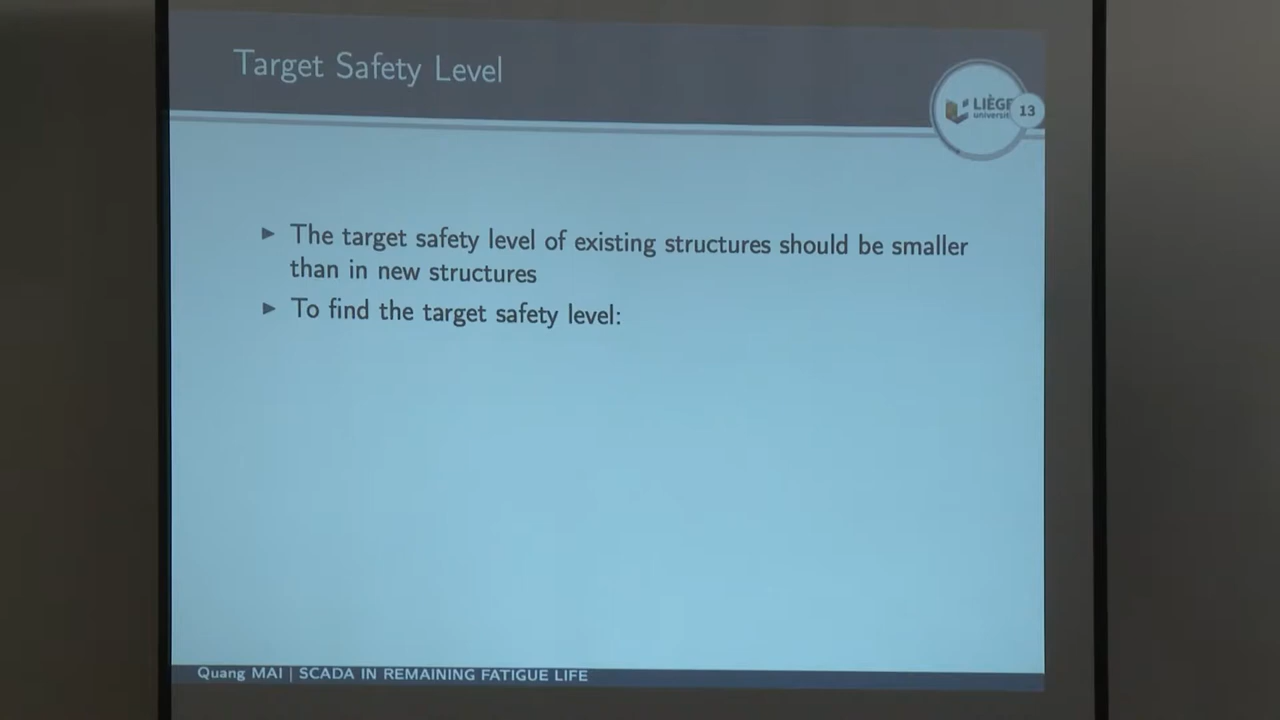 Target Safety Level
LIÈGE
université
13
▶ The target safety level of existing structures should be smaller
than in new structures
▶ To find the target safety level:
Quang MAI | SCADA IN REMAINING FATIGUE LIFE